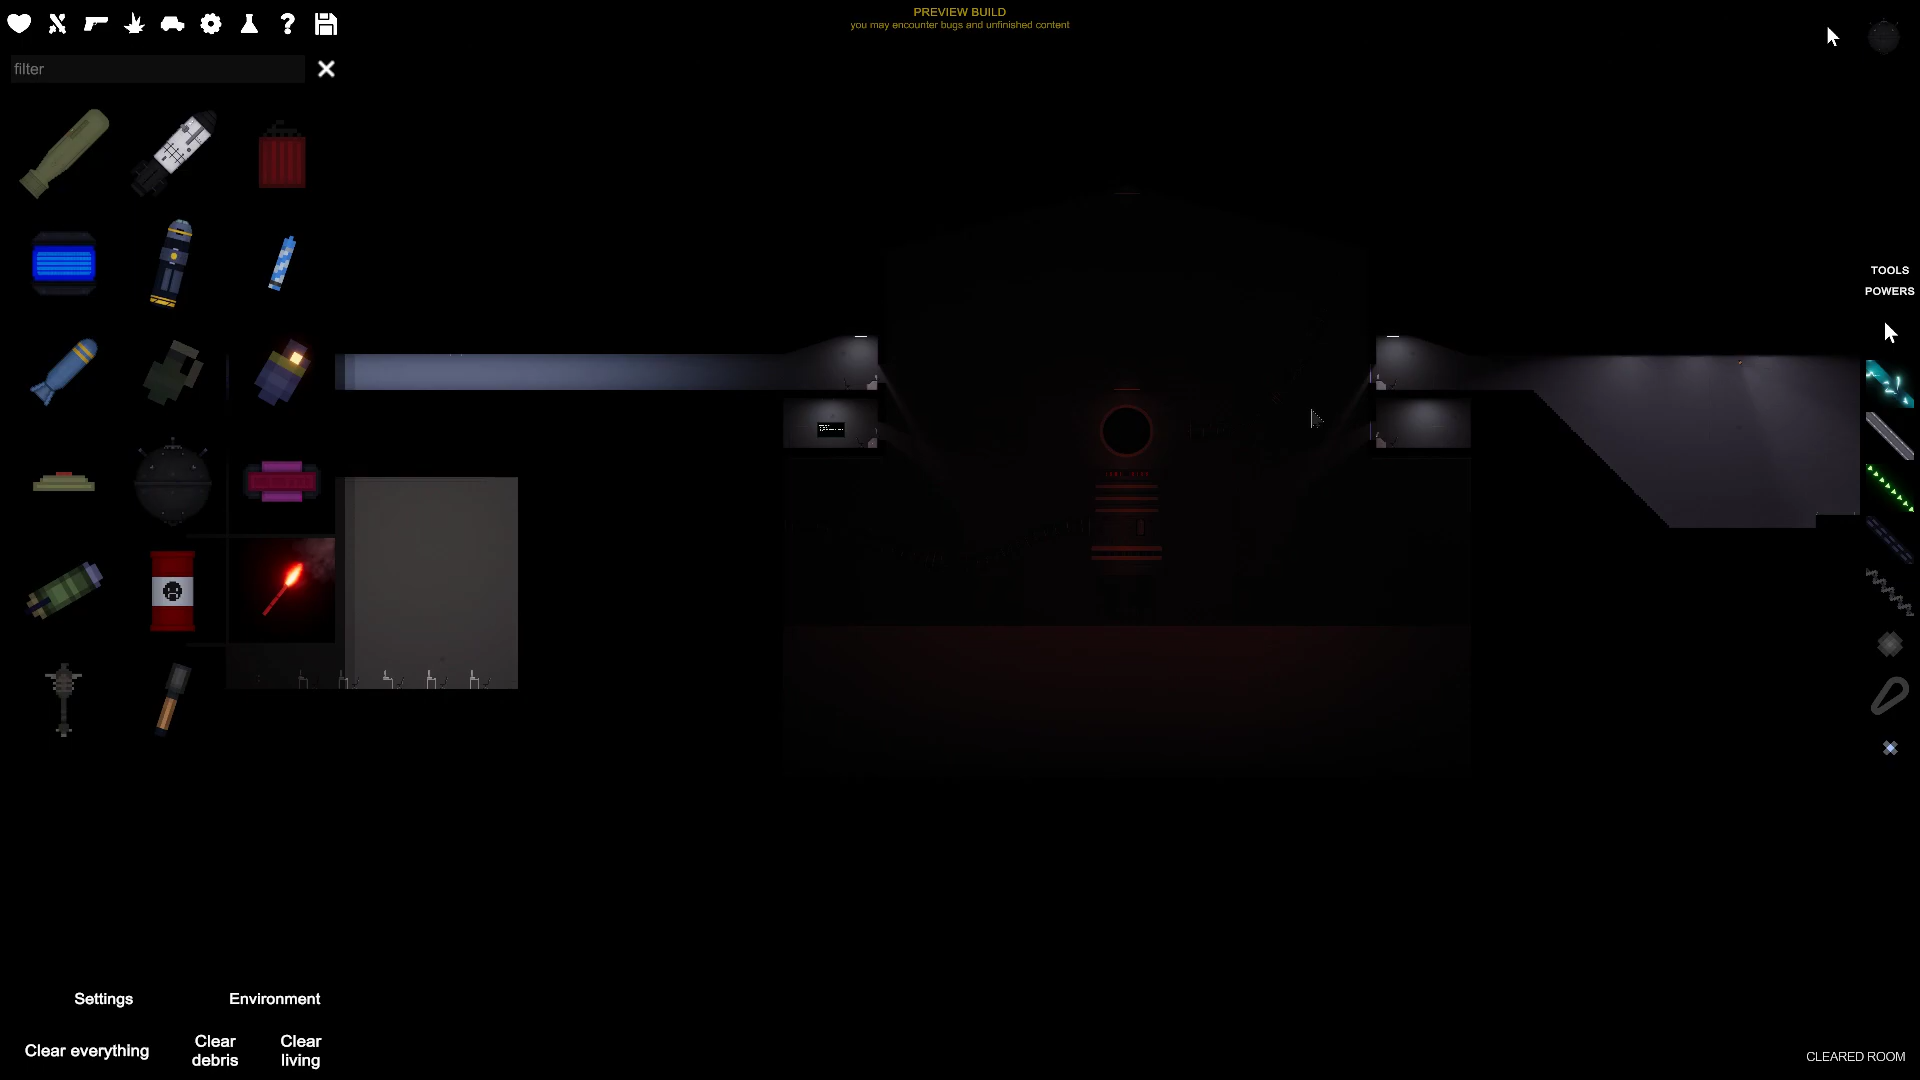 PREVIEW BUILD
you may encounter bugs and unfinished content
filter
TOOLS
POWERS
Settings
Environment
Clear everything
Clear
debris
Clear
living
CLEARED ROOM